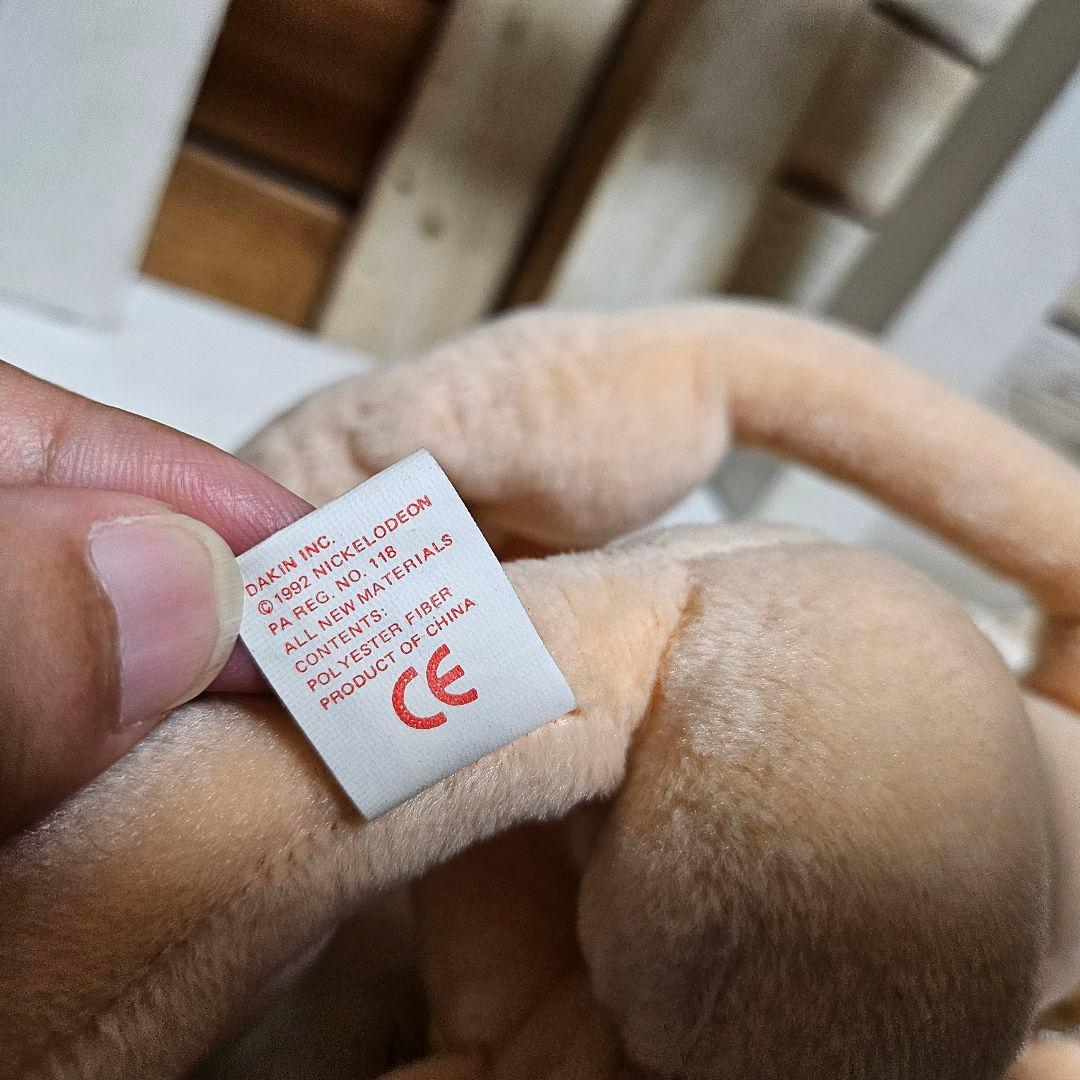 DAKIN INC.
©1992 NICKELODEON
PA REG. NO. 118
ALL NEW MATERIALS
CONTENTS:
POLYESTER FIBER
PRODUCT OF CHINA
CE